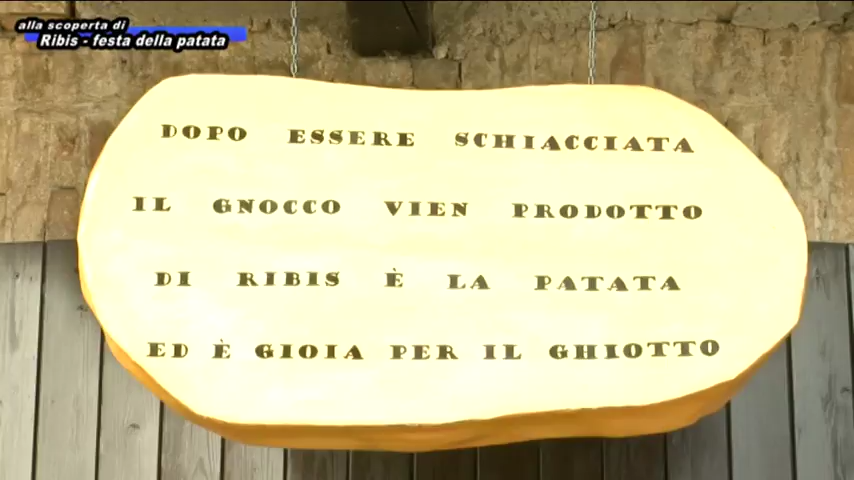 alla scoperta di
Ribis - festa della patata
DOPO ESSERE SCHIACCIATA
IL GNOCCO VIEN PRODOTTO
DI RIBIS È LA PATATA
ED È GIOIA PER IL GHIOTTO